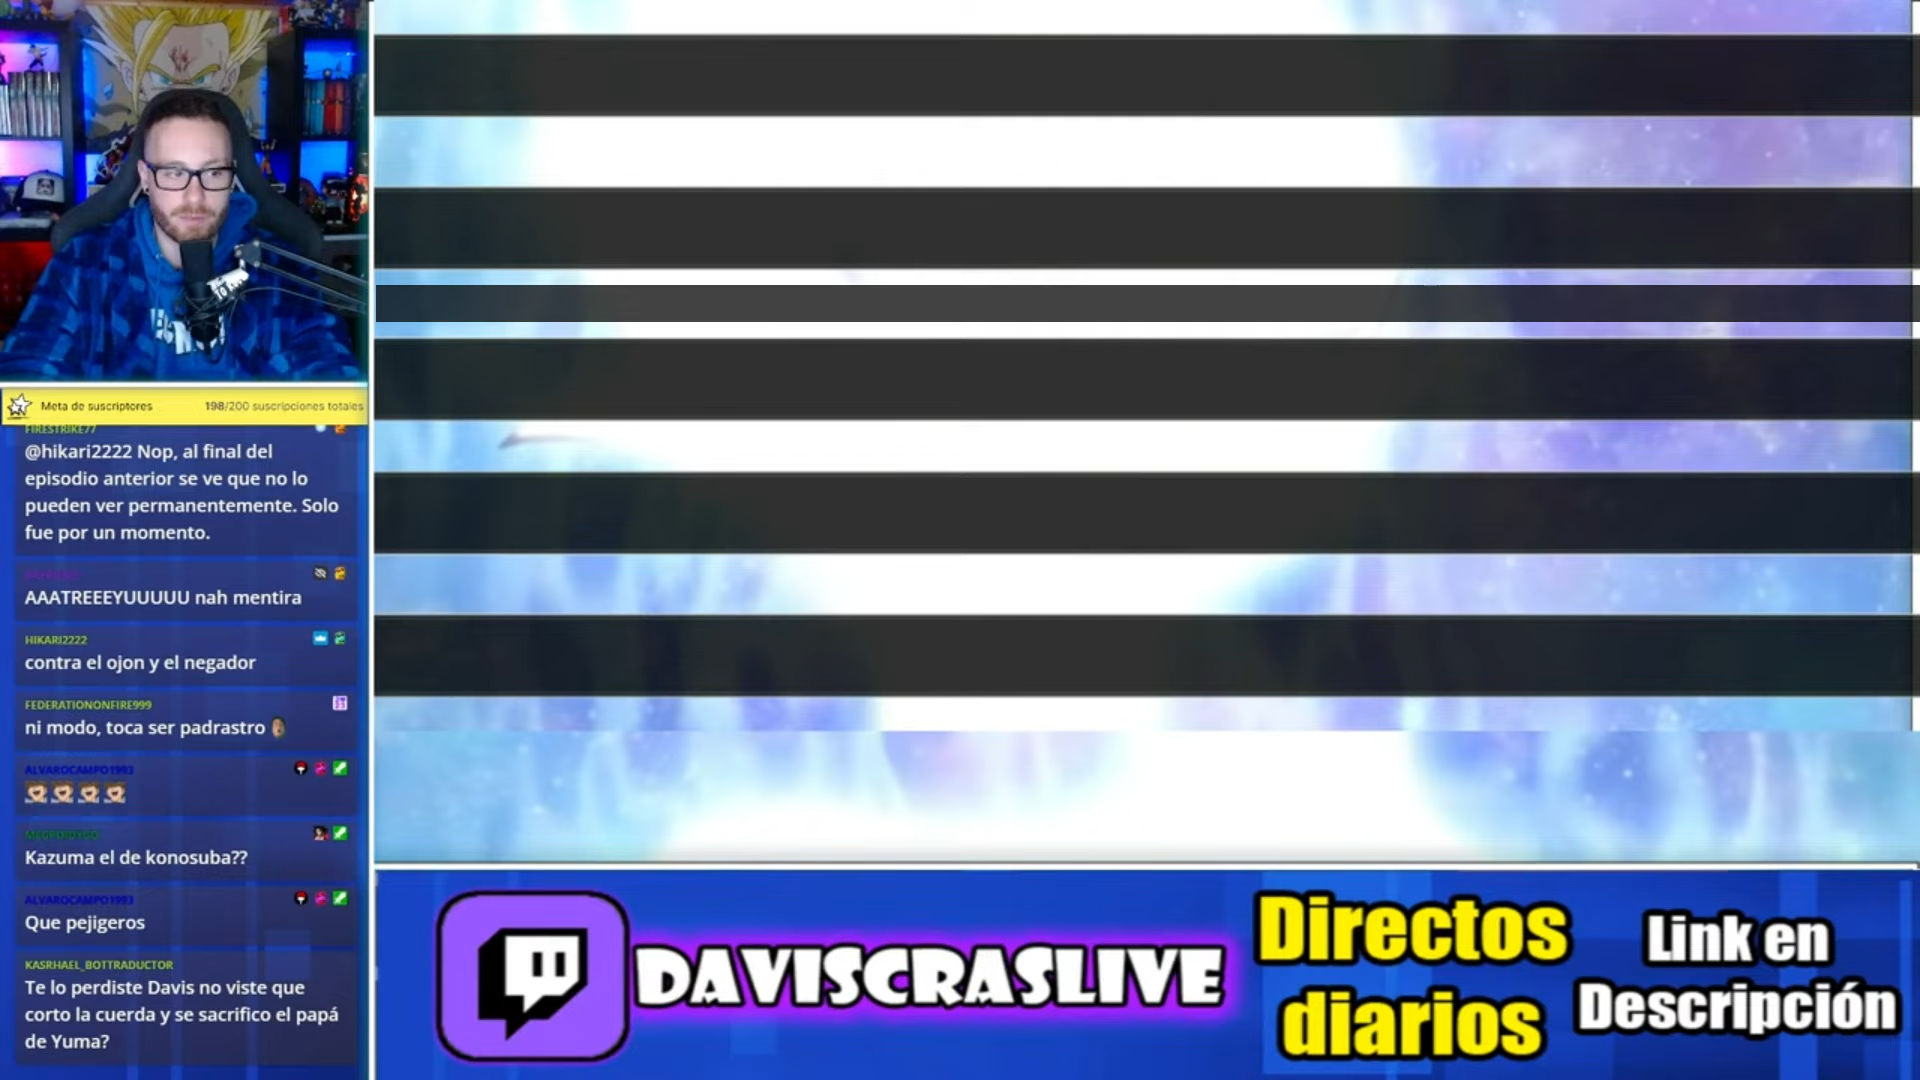 Meta de suscriptores 198/200 suscripciones totales
FIRESTRIKE77
@hikari2222 Nop, al final del
episodio anterior se ve que no lo
pueden ver permanentemente. Solo
fue por un momento.
AAATREEEYUUUUU nah mentira
HIKARI2222
contra el ojon y el negador
FEDERATIONONFIRE999
ni modo, toca ser padrastro
ALVAROCAMPO1993
Kazuma el de konosuba??
ALVAROCAMPO1993
Que pejigeros
KASRHAEL_BOTTRADUCTOR
Te lo perdiste Davis no viste que
corto la cuerda y se sacrifico el papá
de Yuma?
DAVISCRASLIVE
Directos
diarios
Link en
Descripción